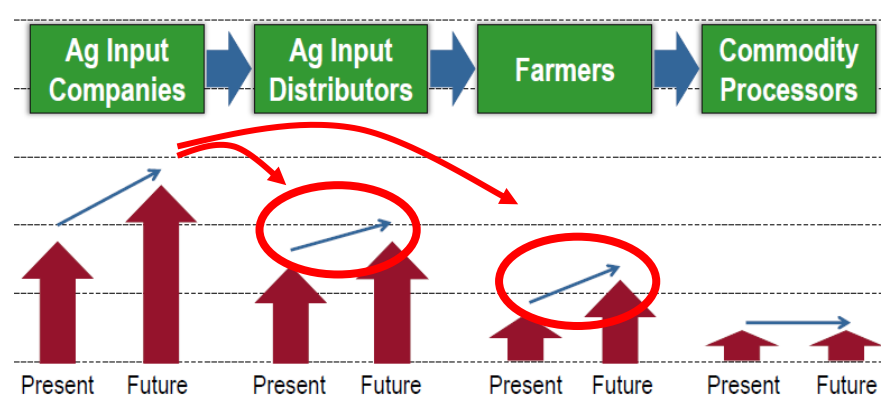 Ag Input
Companies
Ag Input
Distributors
Farmers
Commodity
Processors
Present Future
Present Future
Present Future
Present Future